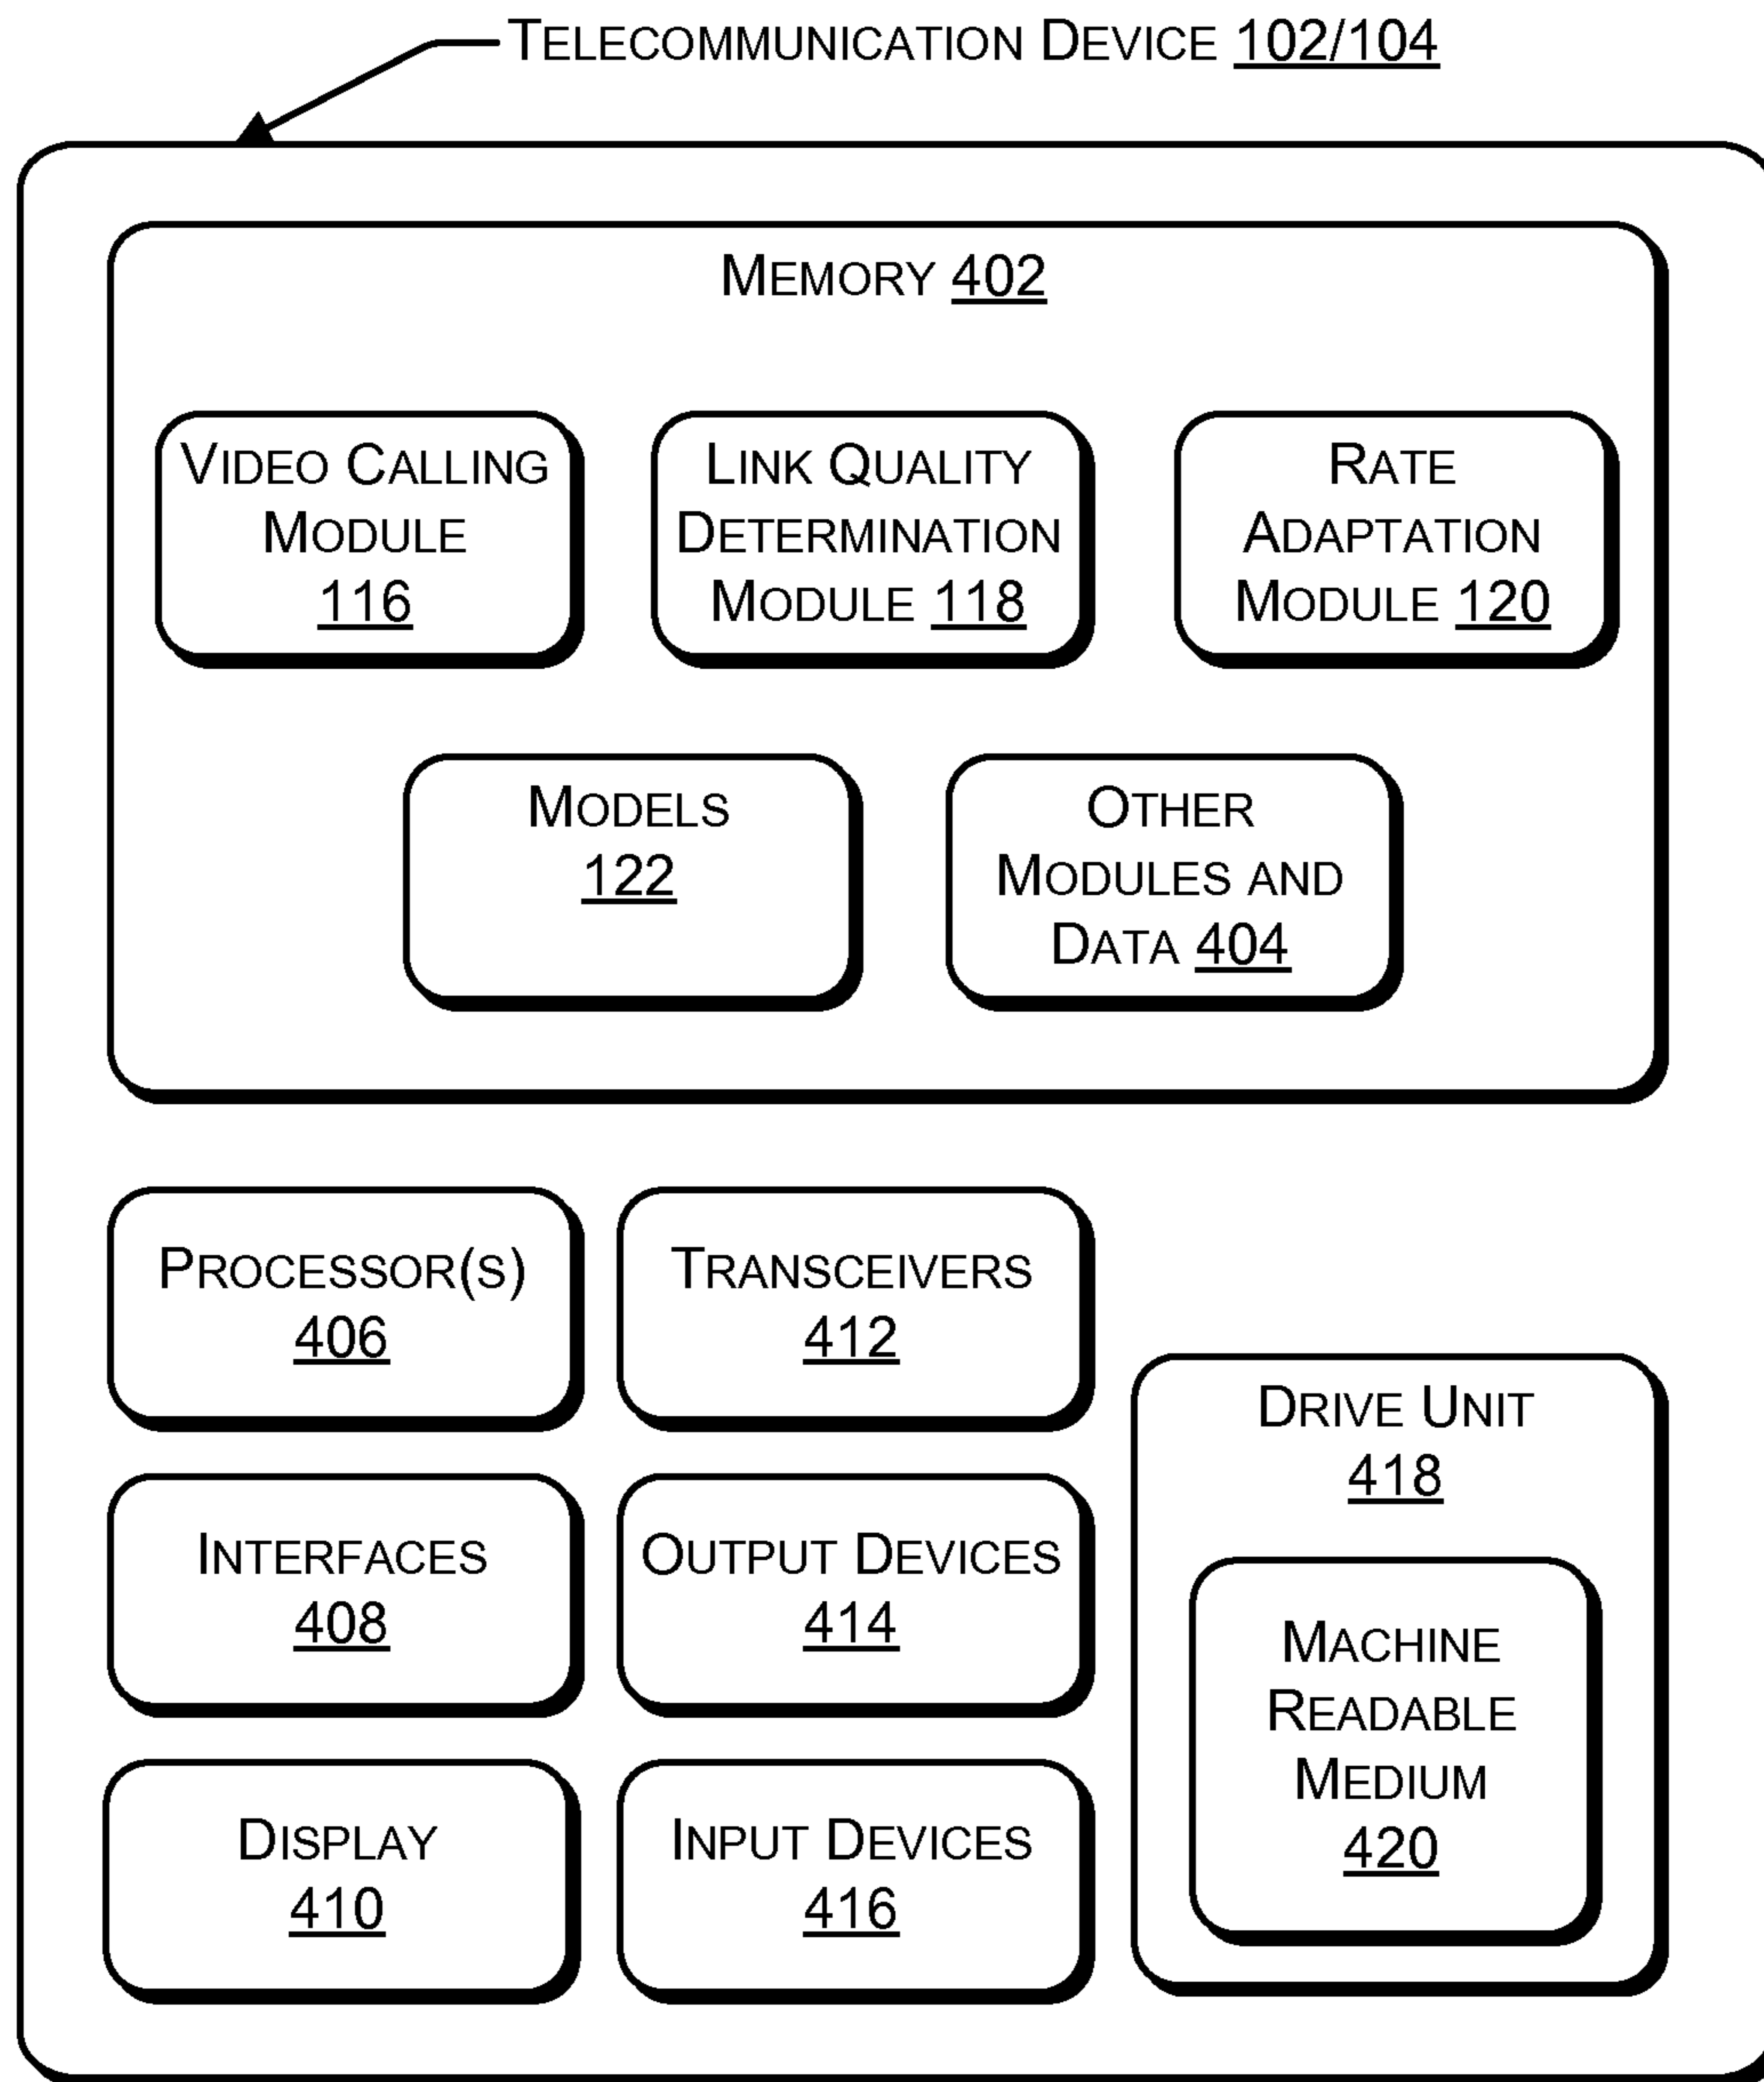 TELECOMMUNICATION DEVICE 102/104
MEMORY 402
VIDEO CALLING
MODULE
116
LINK QUALITY
DETERMINATION
MODULE 118
RATE
ADAPTATION
MODULE 120
MODELS
122
OTHER
MODULES AND
DATA 404
PROCESSOR(S)
406
TRANSCEIVERS
412
INTERFACES
408
OUTPUT DEVICES
414
DISPLAY
410
INPUT DEVICES
416
DRIVE UNIT
418
MACHINE
READABLE
MEDIUM
420